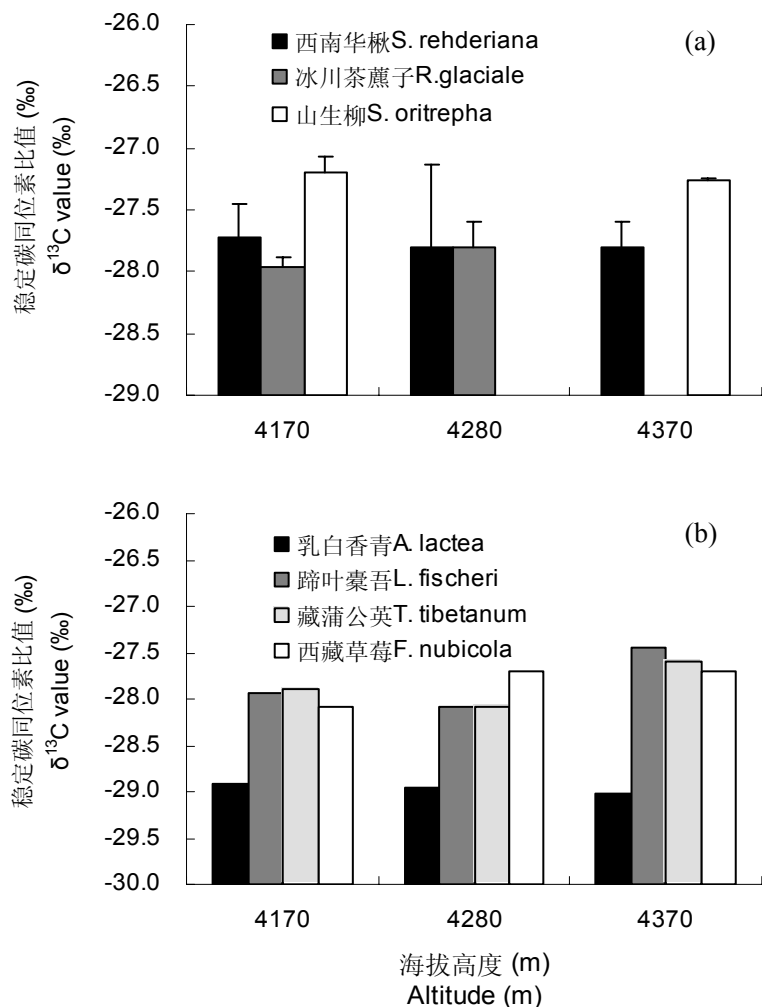 -26.0
-26.5
-27.0
-27.5
-28.0
-28.5
-29.0
稳定碳同位素比值 (‰)
δ¹³C value (‰)
西南华楸S. rehderiana
冰川茶藨子R.glaciale
山生柳S. oritrepha
(a)
4170 4280 4370
-26.0
-26.5
-27.0
-27.5
-28.0
-28.5
-29.0
-29.5
-30.0
稳定碳同位素比值 (‰)
δ¹³C value (‰)
乳白香青A. lactea
蹄叶橐吾L. fischeri
藏蒲公英T. tibetanum
西藏草莓F. nubicola
(b)
4170 4280 4370
海拔高度 (m)
Altitude (m)